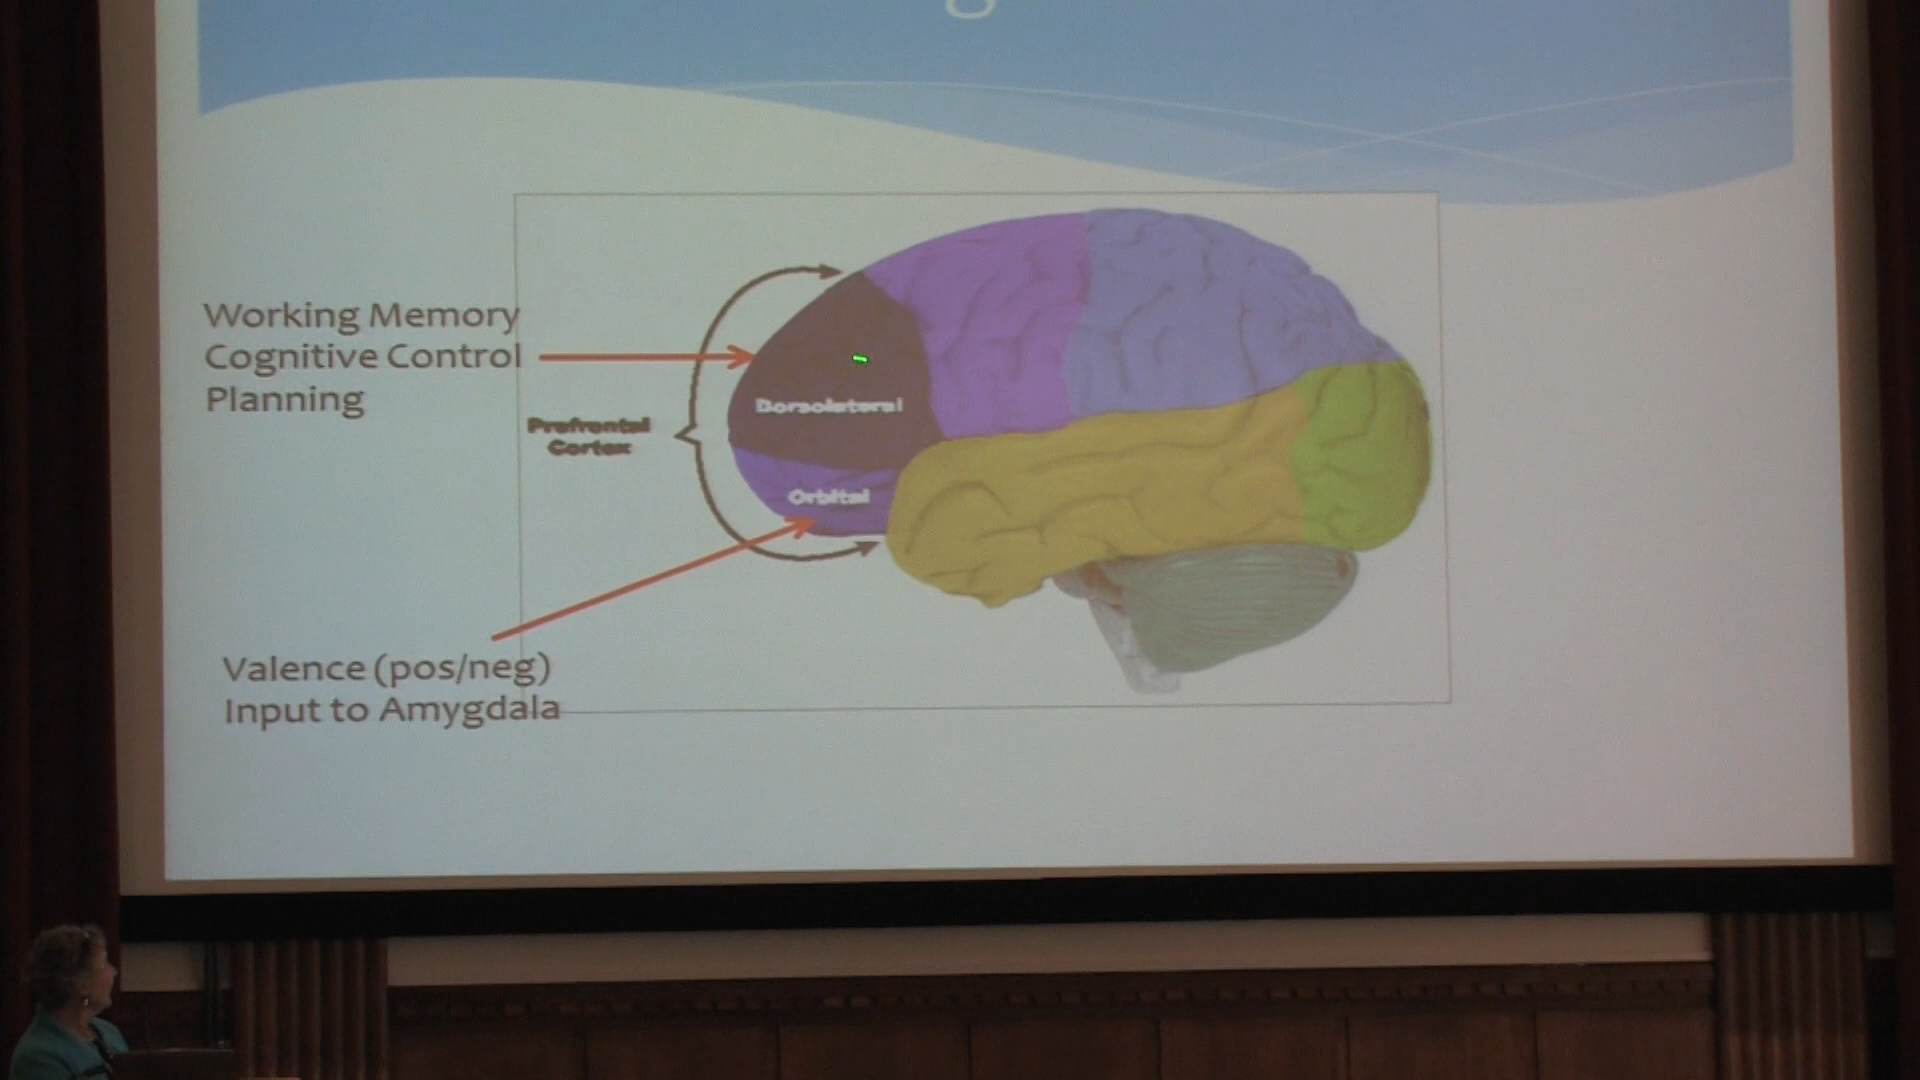 Working Memory
Cognitive Control
Planning
Prefrontal
Cortex
Dorsolateral
Orbital
Valence (pos/neg)
Input to Amygdala